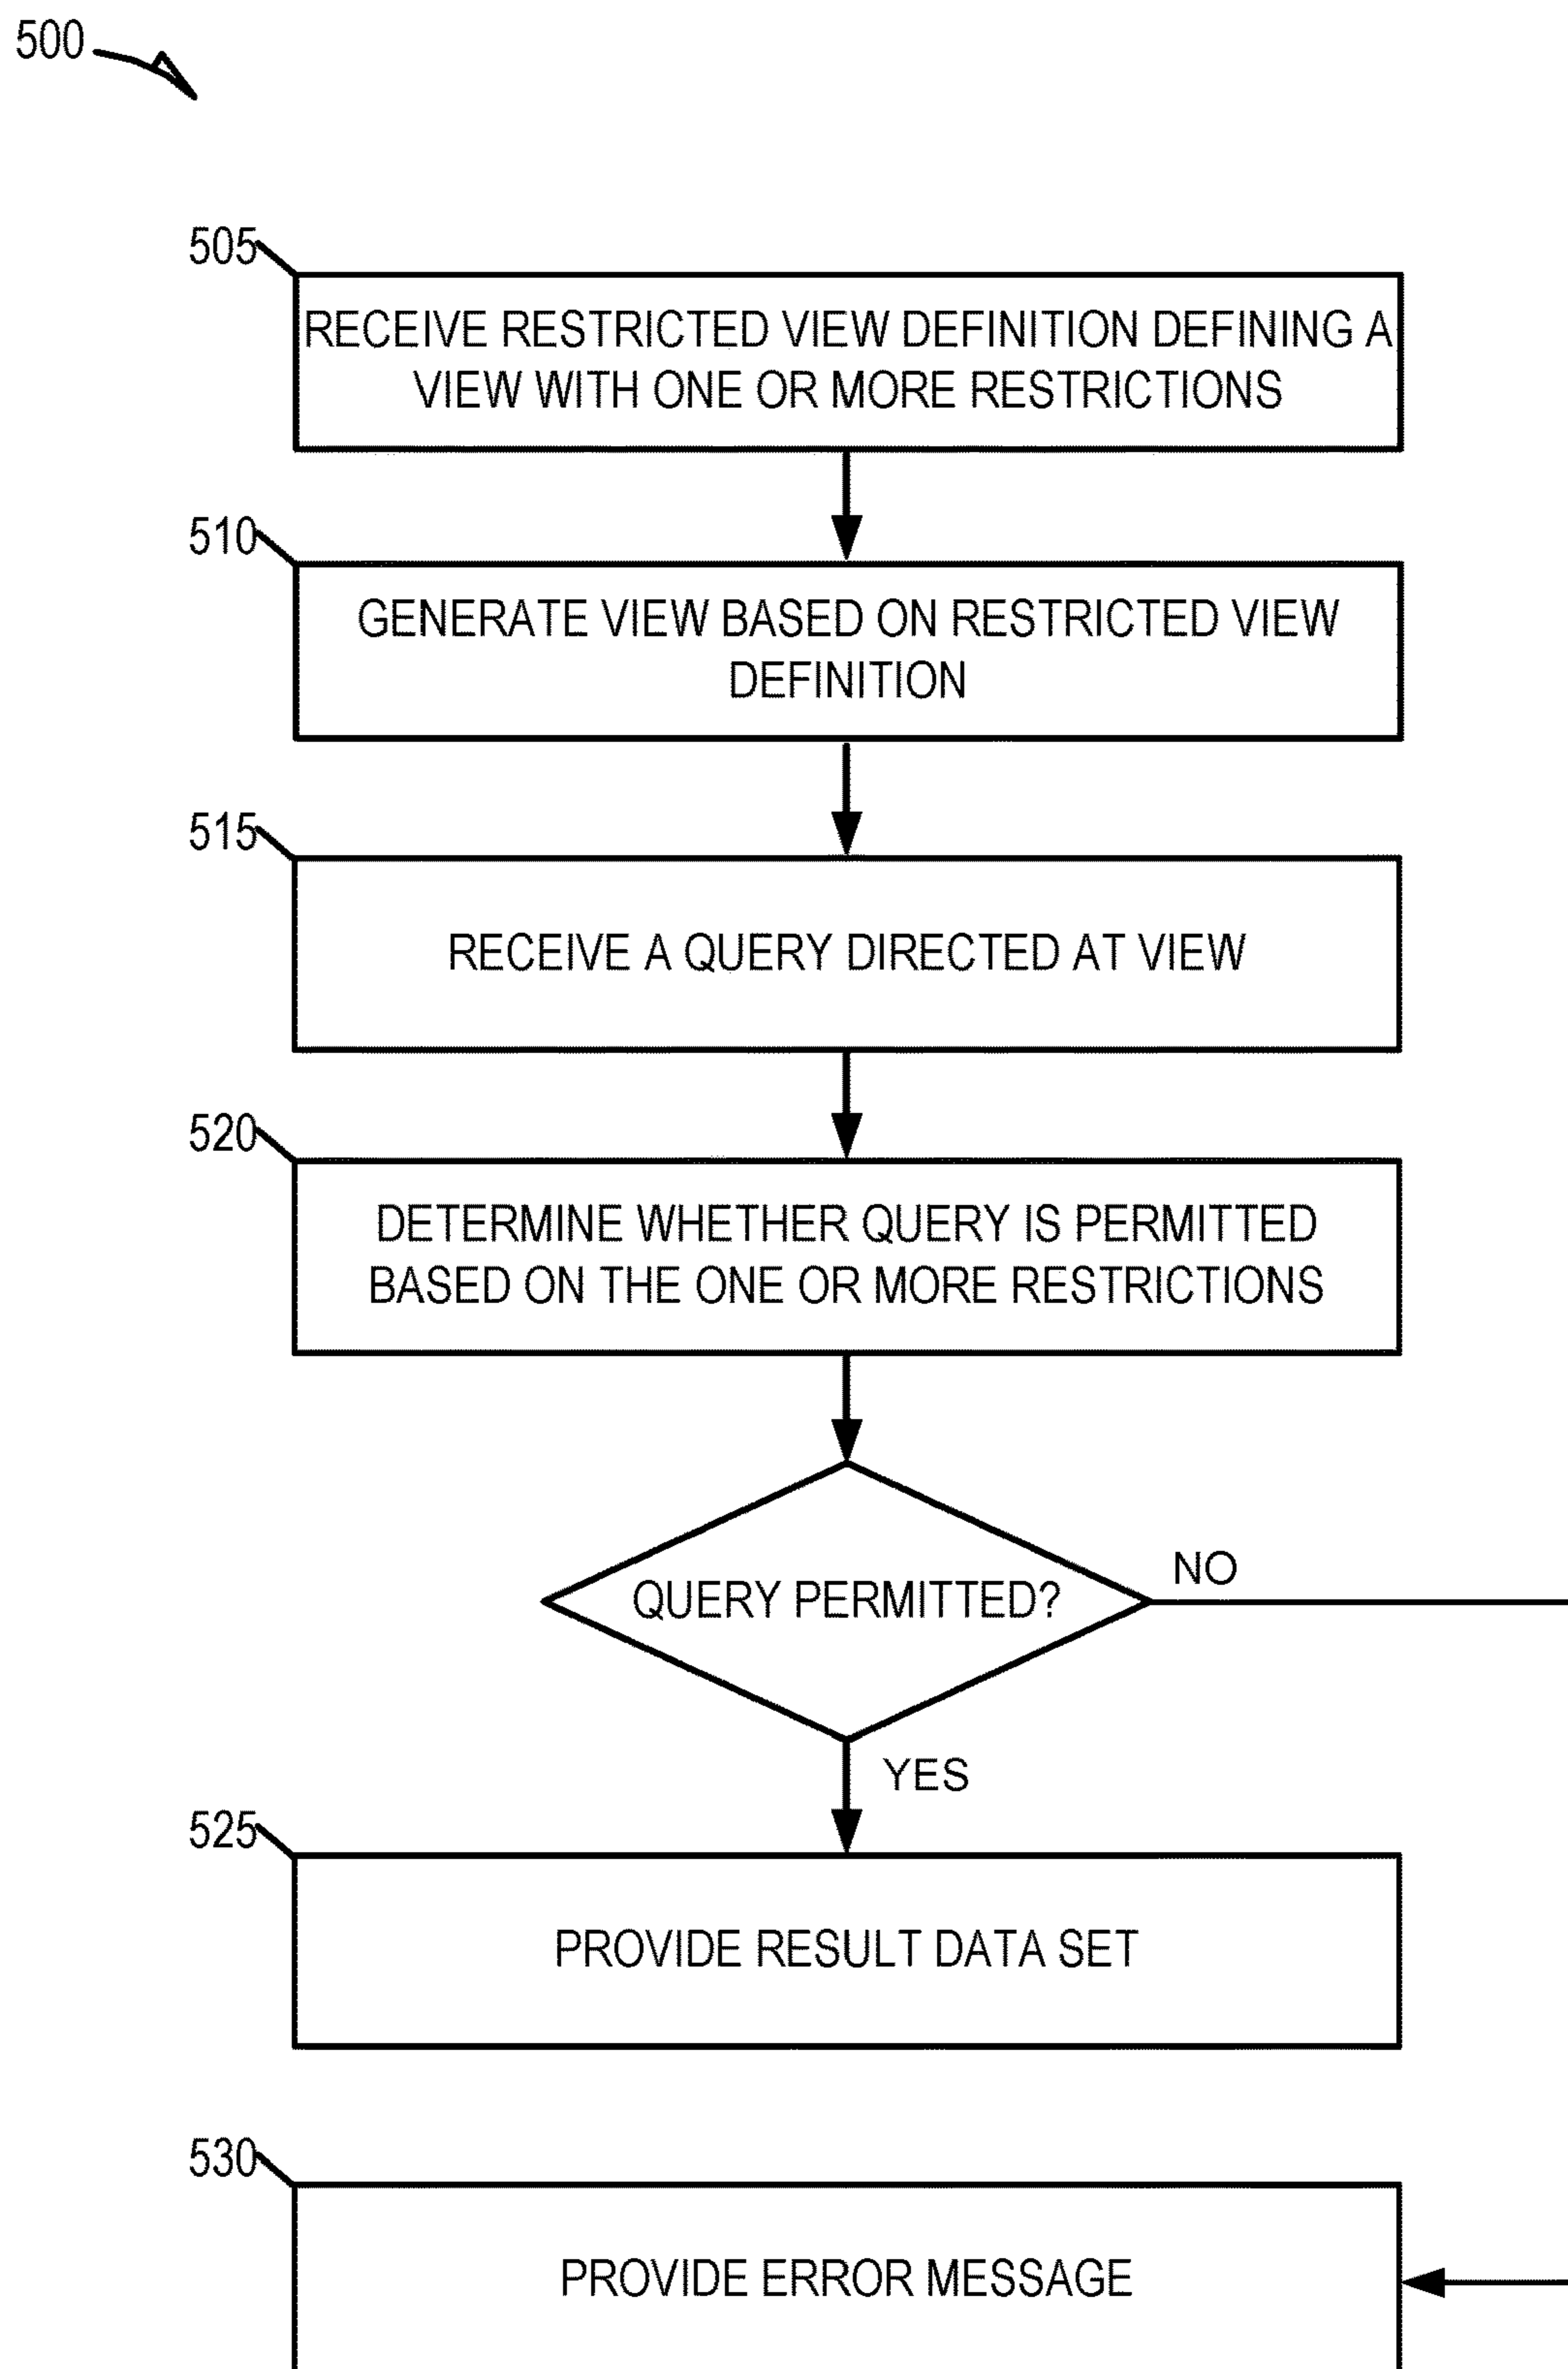 500
505
RECEIVE RESTRICTED VIEW DEFINITION DEFINING A
VIEW WITH ONE OR MORE RESTRICTIONS
510
GENERATE VIEW BASED ON RESTRICTED VIEW
DEFINITION
515
RECEIVE A QUERY DIRECTED AT VIEW
520
DETERMINE WHETHER QUERY IS PERMITTED
BASED ON THE ONE OR MORE RESTRICTIONS
QUERY PERMITTED?
NO
YES
525
PROVIDE RESULT DATA SET
530
PROVIDE ERROR MESSAGE